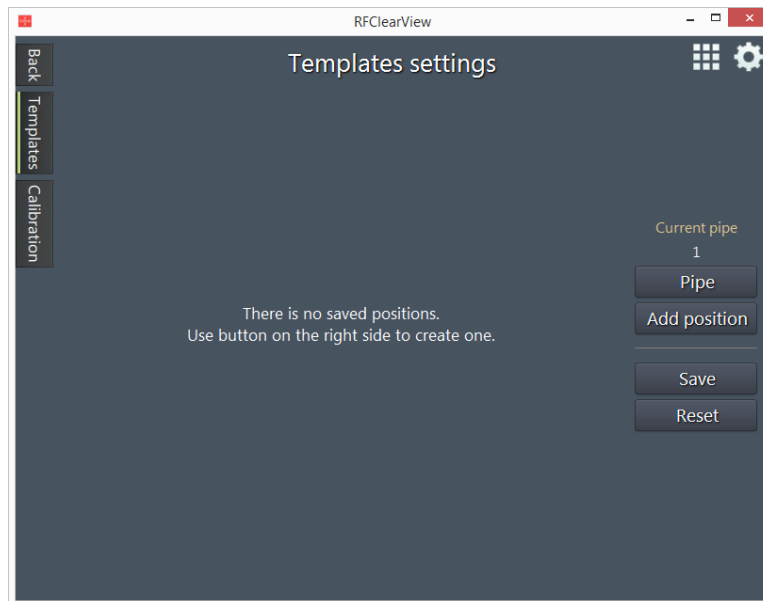 RFClearView
Templates settings
Back
Templates
Calibration
Current pipe
1
Pipe
Add position
There is no saved positions.
Use button on the right side to create one.
Save
Reset